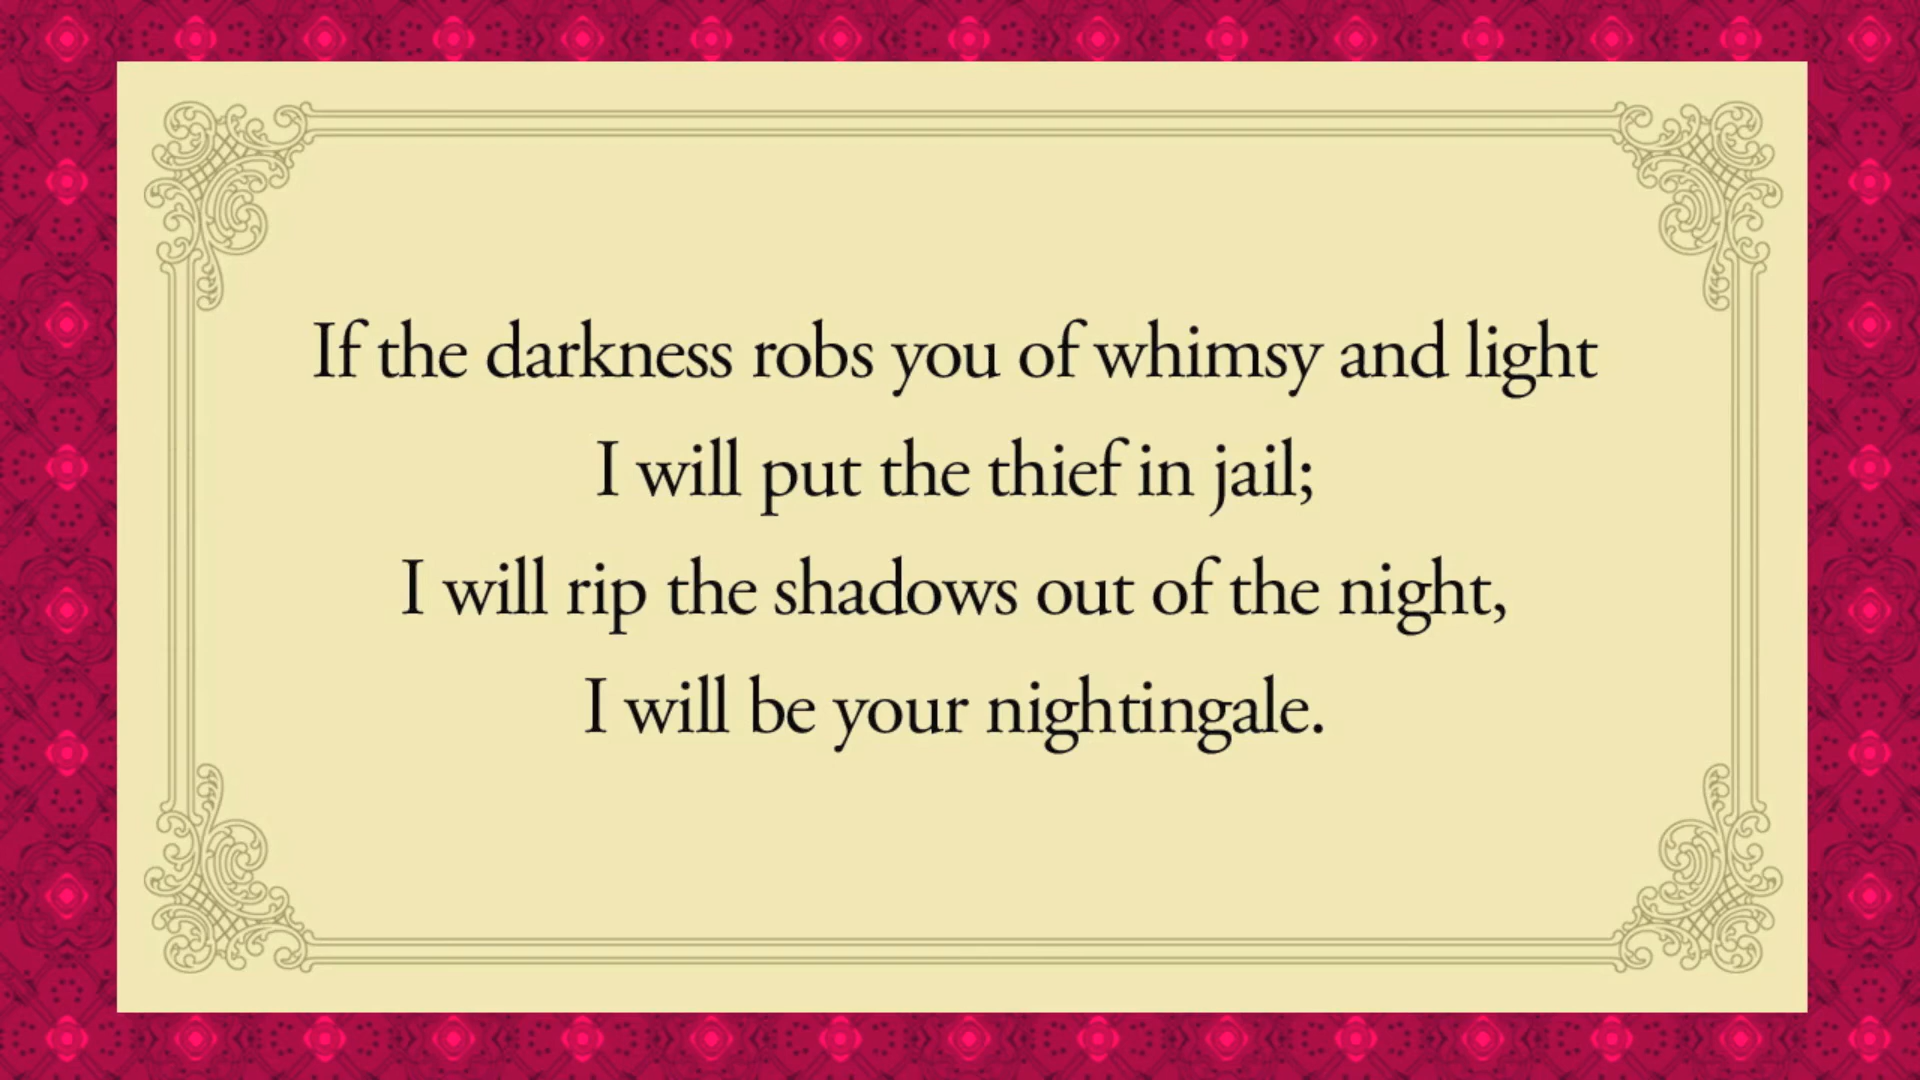 If the darkness robs you of whimsy and light
I will put the thief in jail;
I will rip the shadows out of the night,
I will be your nightingale.